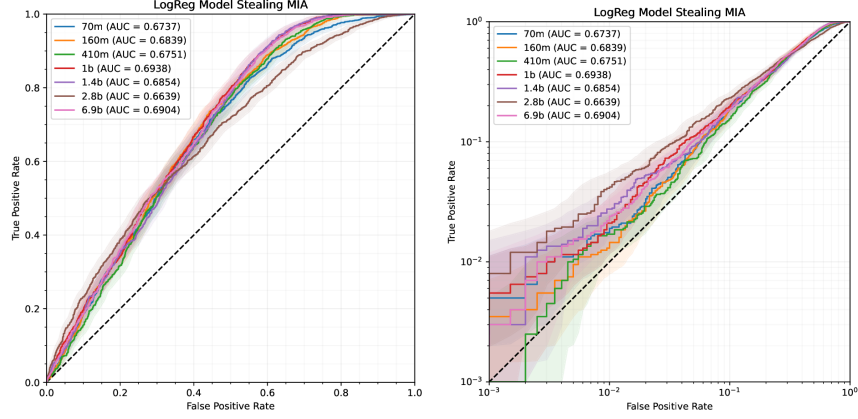 LogReg Model Stealing MIA
1.0
0.8
0.6
0.4
0.2
0.0
0.0 0.2 0.4 0.6 0.8 1.0
True Positive Rate
False Positive Rate
70m (AUC = 0.6737)
160m (AUC = 0.6839)
410m (AUC = 0.6751)
1b (AUC = 0.6938)
1.4b (AUC = 0.6854)
2.8b (AUC = 0.6639)
6.9b (AUC = 0.6904)
LogReg Model Stealing MIA
10⁰
10⁻¹
10⁻²
10⁻³
10⁻³ 10⁻² 10⁻¹ 10⁰
True Positive Rate
False Positive Rate
70m (AUC = 0.6737)
160m (AUC = 0.6839)
410m (AUC = 0.6751)
1b (AUC = 0.6938)
1.4b (AUC = 0.6854)
2.8b (AUC = 0.6639)
6.9b (AUC = 0.6904)